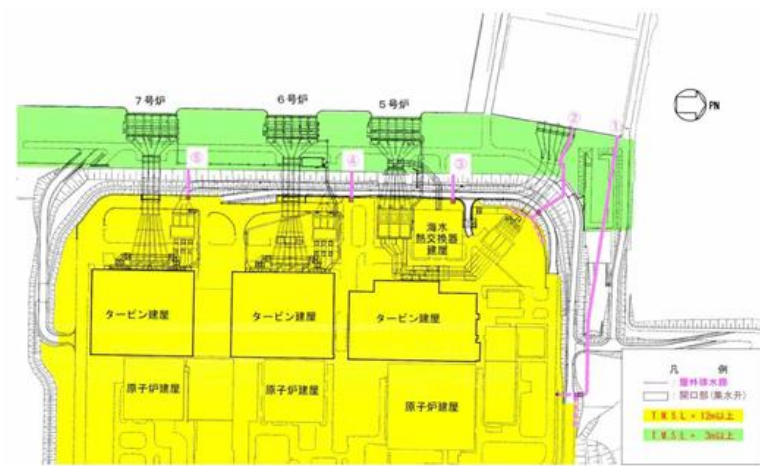 7号炉
6号炉
5号炉
②
①
PN
⑤
④
③
海水
熱交換器
建屋
タービン建屋
タービン建屋
タービン建屋
原子炉建屋
原子炉建屋
原子炉建屋
凡 例
屋外排水路
開口部(集水升)
T.M.S.L.+12m以上
T.M.S.L.+ 3m以上